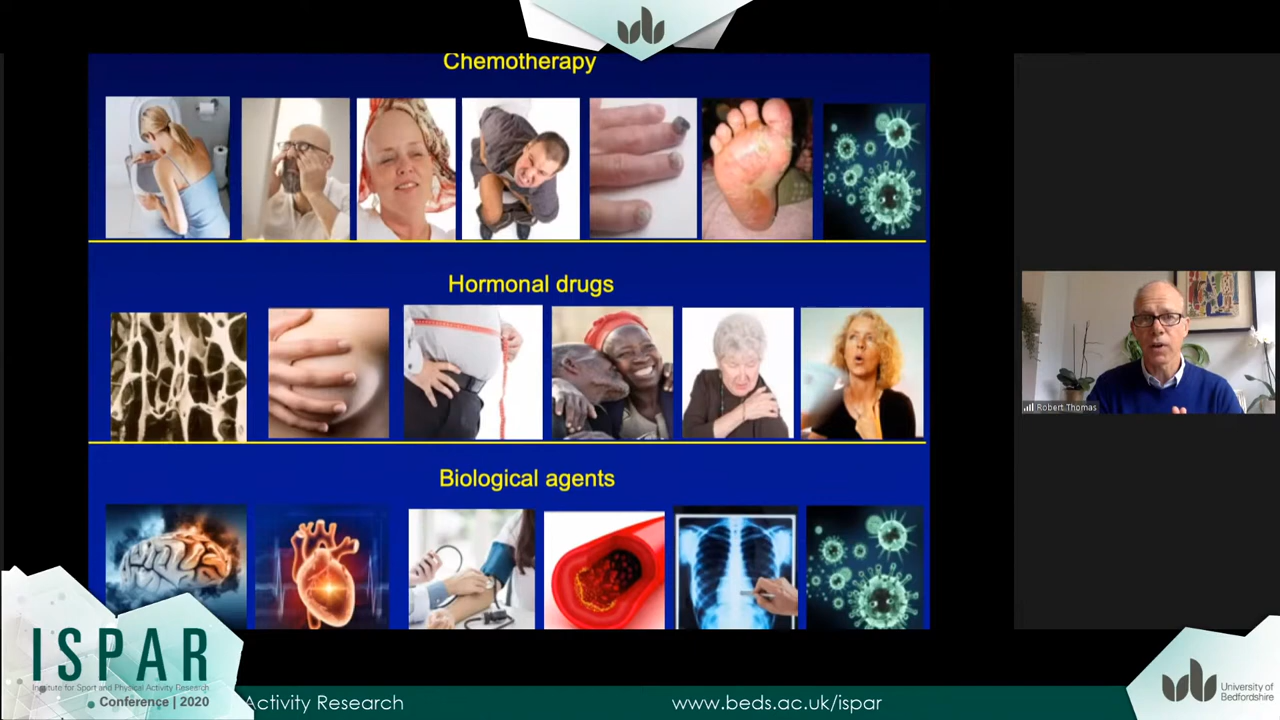 Chemotherapy
Hormonal drugs
Biological agents
Robert Thomas
ISPAR
Institute for Sport and Physical Activity Research
Conference | 2020
Activity Research
www.beds.ac.uk/ispar
University of
Bedfordshire